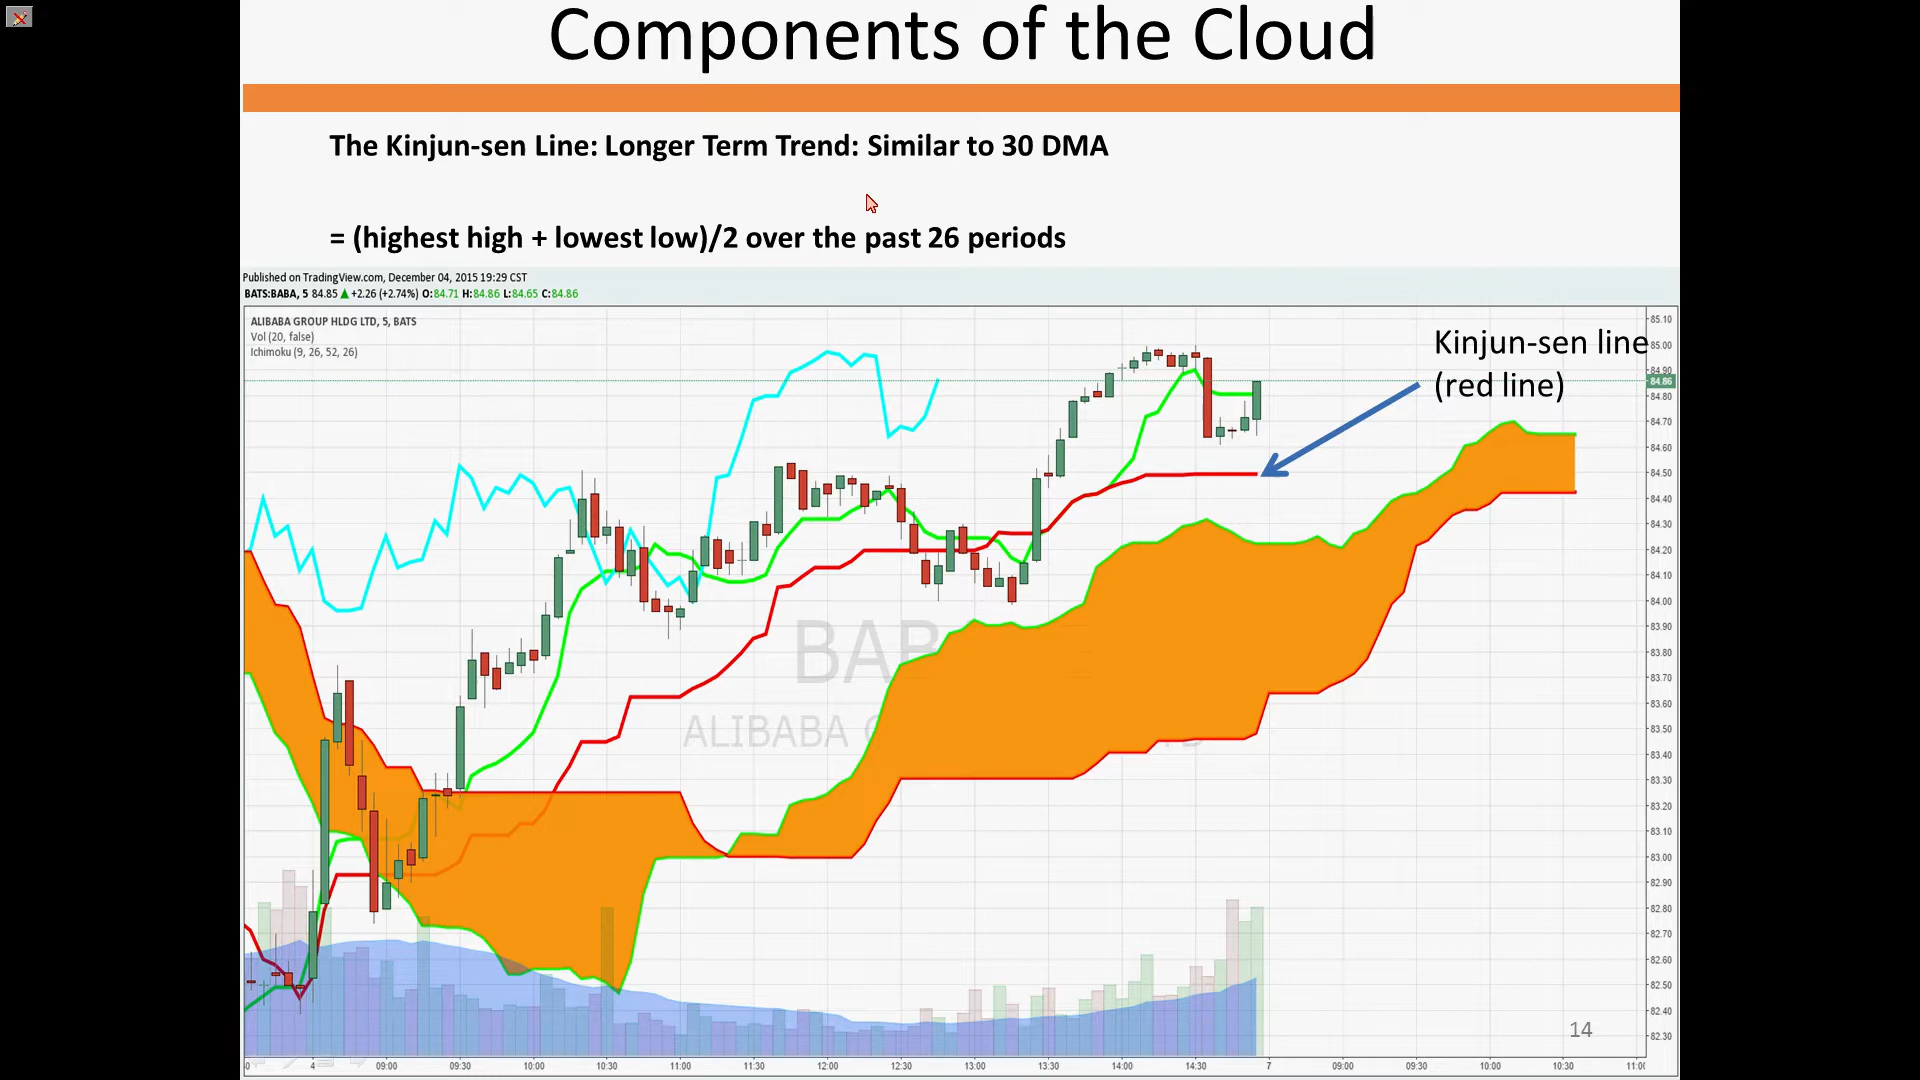 Components of the Cloud
The Kinjun-sen Line: Longer Term Trend: Similar to 30 DMA
= (highest high + lowest low)/2 over the past 26 periods
Published on TradingView.com, December 04, 2015 19:29 CST
BATS:BABA, 5 84.85 ▲ +2.26 (+2.74%) O:84.71 H:84.86 L:84.65 C:84.86
ALIBABA GROUP HLDG LTD, 5, BATS
Vol (20, false)
Ichimoku (9, 26, 52, 26)
Kinjun-sen line
(red line)
85.10
85.00
84.90
84.86
84.80
84.70
84.60
84.50
84.40
84.30
84.20
84.10
84.00
83.90
83.80
83.70
83.60
83.50
83.40
83.30
83.20
83.10
83.00
82.90
82.80
82.70
82.60
82.50
82.40
82.30
BAB
ALIBABA
14
4 09:00 09:30 10:00 10:30 11:00 11:30 12:00 12:30 13:00 13:30 14:00 14:30 7 09:00 09:30 10:00 10:30